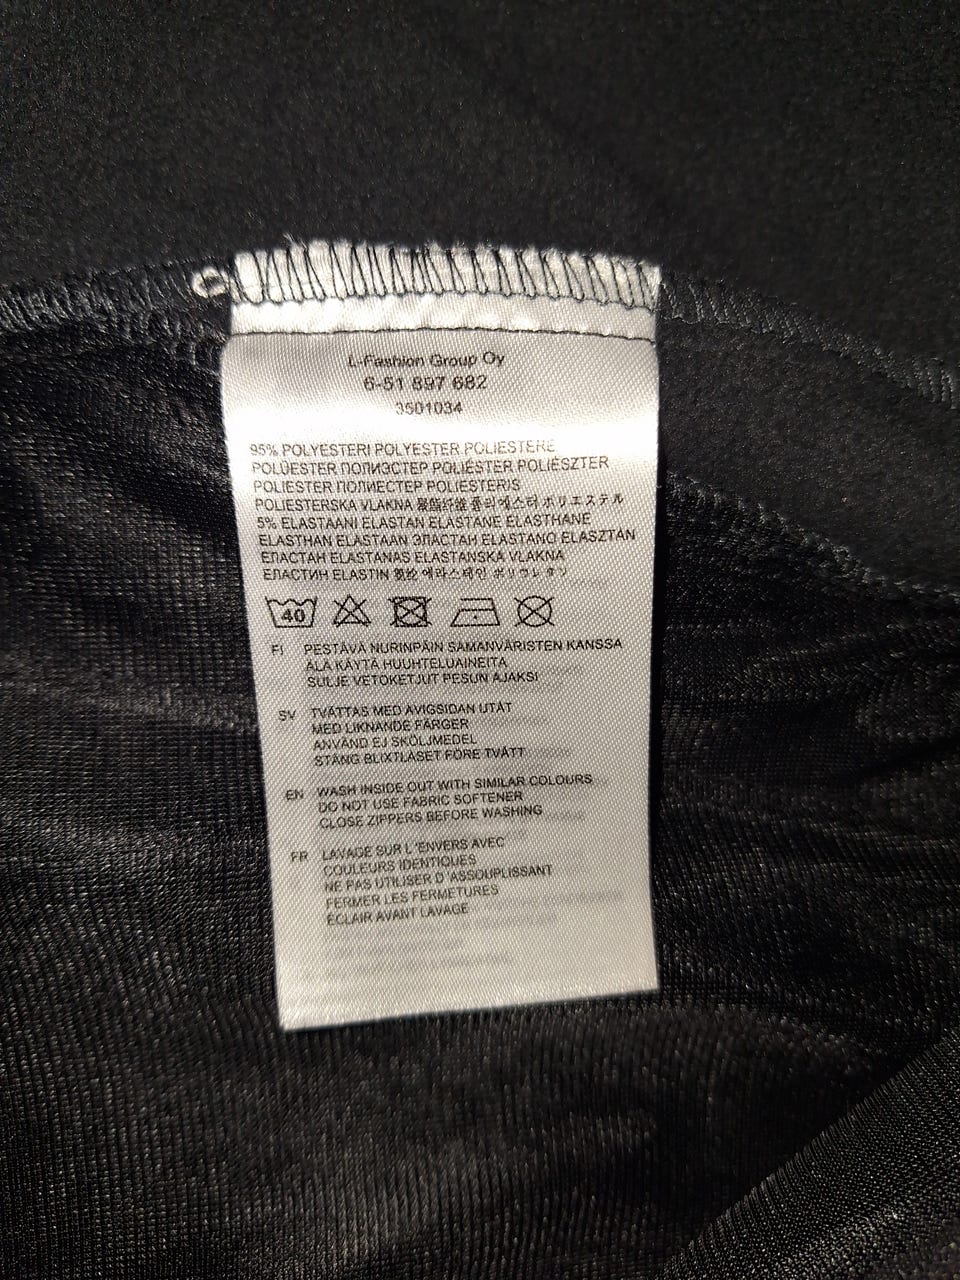 L-Fashion Group Oy
6-51 897 682
3501034
95% POLYESTERI POLYESTER POLIESTERE
POLÜESTER ПОЛИЭСТЕР POLIÉSTER POLIÉSZTER
POLIESTER ПОЛИЕСТЕР POLIESTERIS
POLIESTERSKA VLAKNA 聚酯纤维 폴리에스터 ポリエステル
5% ELASTAANI ELASTAN ELASTANE ELASTHANE
ELASTHAN ELASTAAN ЭЛАСТАН ELASTANO ELASZTÁN
ЕЛАСТАН ELASTANAS ELASTANSKA VLAKNA
ЕЛАСТИН ELASTIN 氨纶 에라스테인 ポリウレタン
40
FI PESTÄVÄ NURINPÄIN SAMANVÄRISTEN KANSSA
ÄLÄ KÄYTÄ HUUHTELUAINEITA
SULJE VETOKETJUT PESUN AJAKSI
SV TVÄTTAS MED AVIGSIDAN UTÅT
MED LIKNANDE FÄRGER
ANVÄND EJ SKÖLJMEDEL
STÄNG BLIXTLÅSET FÖRE TVÄTT
EN WASH INSIDE OUT WITH SIMILAR COLOURS
DO NOT USE FABRIC SOFTENER
CLOSE ZIPPERS BEFORE WASHING
FR LAVAGE SUR L'ENVERS AVEC
COULEURS IDENTIQUES
NE PAS UTILISER D'ASSOUPLISSANT
FERMER LES FERMETURES
ÉCLAIR AVANT LAVAGE